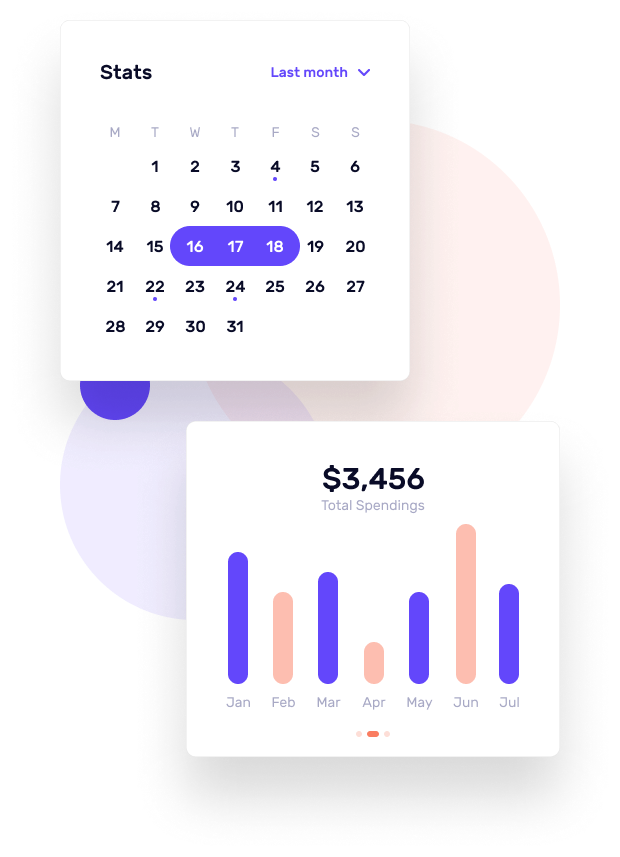 Stats
Last month
M T W T F S S
1 2 3 4 5 6
7 8 9 10 11 12 13
14 15 16 17 18 19 20
21 22 23 24 25 26 27
28 29 30 31
$3,456
Total Spendings
Jan Feb Mar Apr May Jun Jul